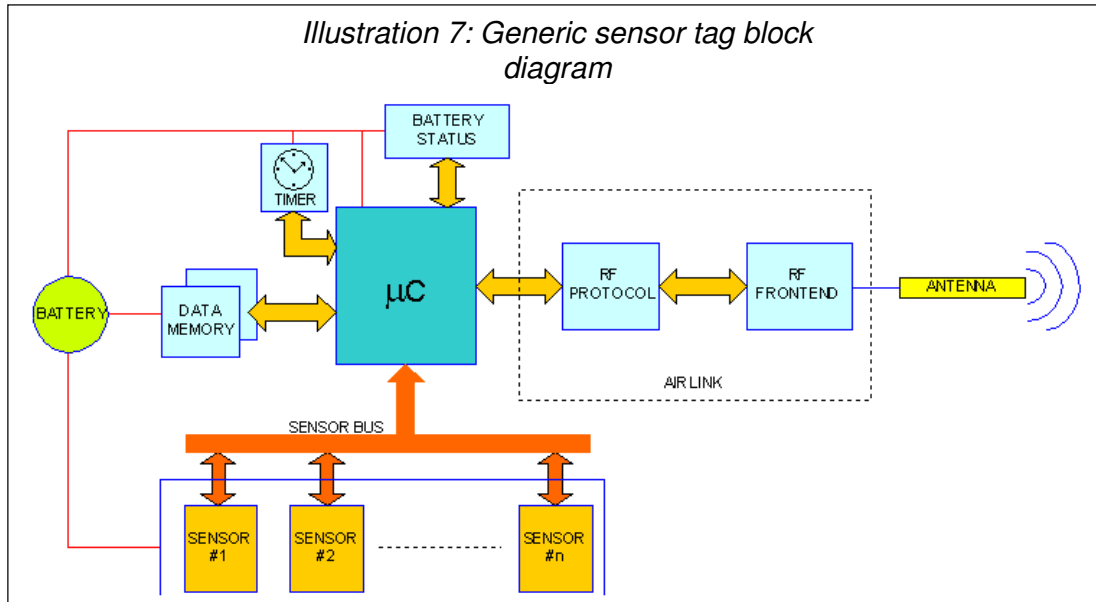 Illustration 7: Generic sensor tag block
diagram
BATTERY
STATUS
TIMER
µC
RF
PROTOCOL
RF
FRONTEND
ANTENNA
BATTERY
DATA
MEMORY
AIR LINK
SENSOR BUS
SENSOR
#1
SENSOR
#2
SENSOR
#n